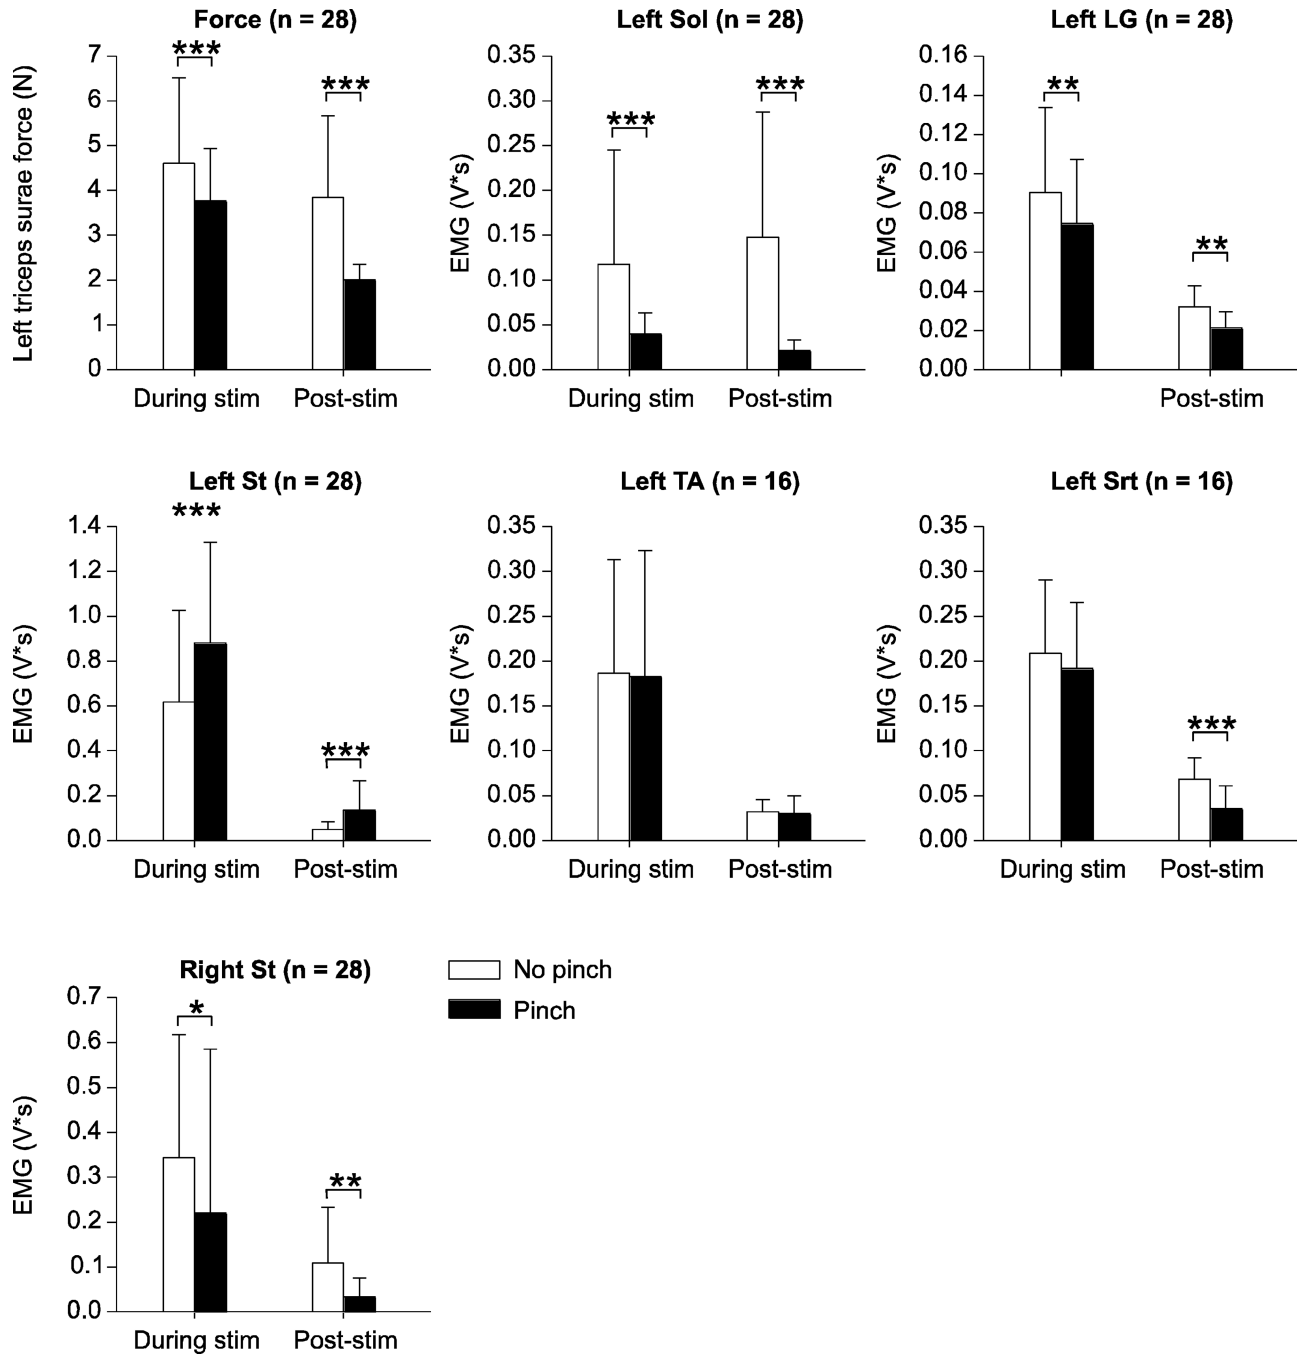 Force (n = 28)
Left triceps surae force (N)
7
6
5
4
3
2
1
0
***
***
During stim
Post-stim
Left Sol (n = 28)
EMG (V*s)
0.35
0.30
0.25
0.20
0.15
0.10
0.05
0.00
***
***
During stim
Post-stim
Left LG (n = 28)
EMG (V*s)
0.16
0.14
0.12
0.10
0.08
0.06
0.04
0.02
0.00
**
**
Post-stim
Left St (n = 28)
EMG (V*s)
1.4
1.2
1.0
0.8
0.6
0.4
0.2
0.0
***
***
During stim
Post-stim
Left TA (n = 16)
EMG (V*s)
0.35
0.30
0.25
0.20
0.15
0.10
0.05
0.00
During stim
Post-stim
Left Srt (n = 16)
EMG (V*s)
0.35
0.30
0.25
0.20
0.15
0.10
0.05
0.00
***
During stim
Post-stim
Right St (n = 28)
EMG (V*s)
0.7
0.6
0.5
0.4
0.3
0.2
0.1
0.0
*
**
During stim
Post-stim
No pinch
Pinch